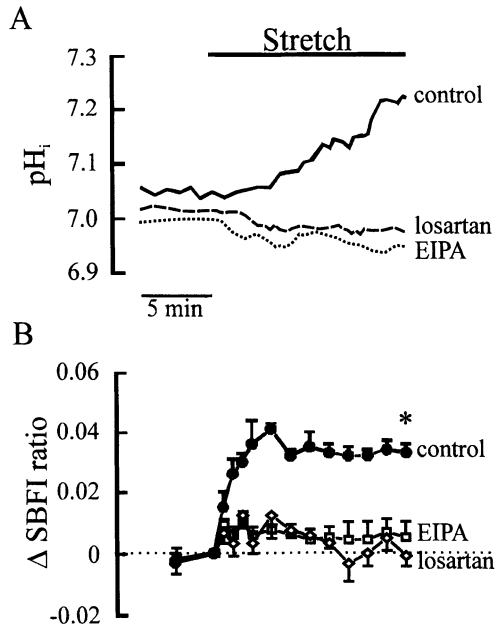 A
Stretch
7.3
7.2
7.1
7.0
6.9
pHi
control
losartan
EIPA
5 min
B
0.06
0.04
0.02
0
-0.02
Δ SBFI ratio
*
control
EIPA
losartan